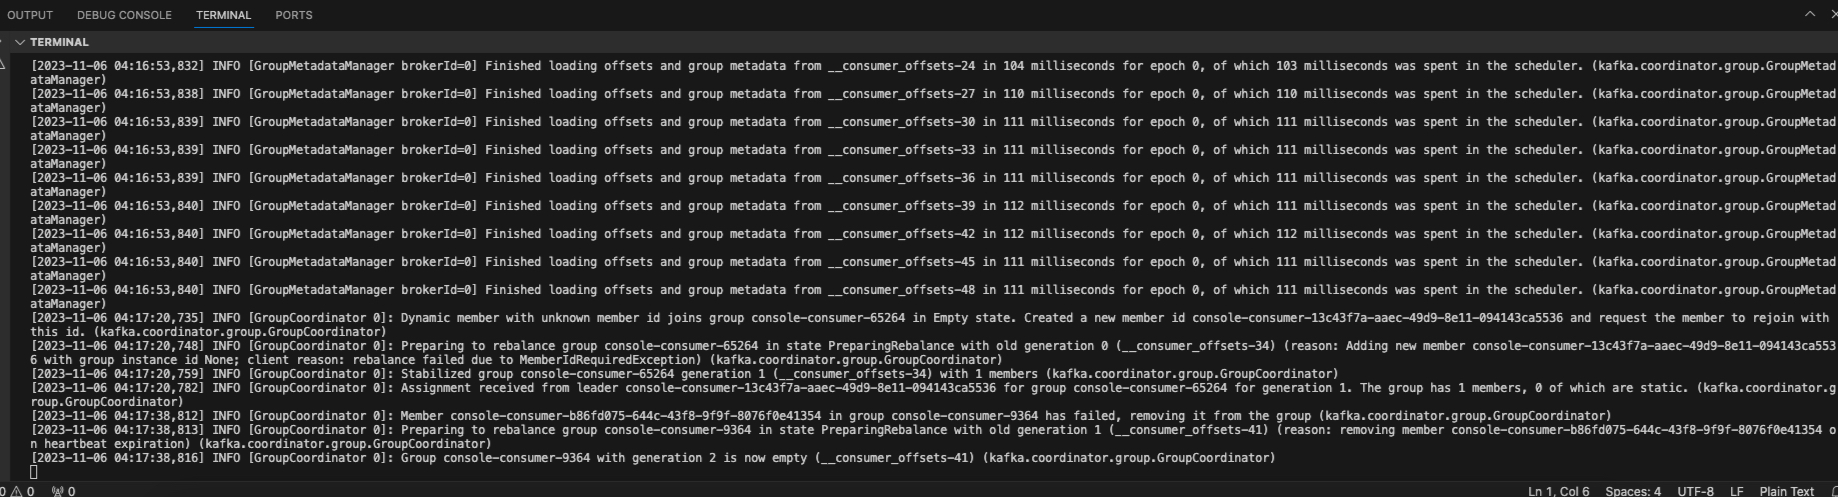 OUTPUT DEBUG CONSOLE TERMINAL PORTS
TERMINAL
[2023-11-06 04:16:53,832] INFO [GroupMetadataManager brokerId=0] Finished loading offsets and group metadata from __consumer_offsets-24 in 104 milliseconds for epoch 0, of which 103 milliseconds was spent in the scheduler. (kafka.coordinator.group.GroupMetad
ataManager)
[2023-11-06 04:16:53,838] INFO [GroupMetadataManager brokerId=0] Finished loading offsets and group metadata from __consumer_offsets-27 in 110 milliseconds for epoch 0, of which 110 milliseconds was spent in the scheduler. (kafka.coordinator.group.GroupMetad
ataManager)
[2023-11-06 04:16:53,839] INFO [GroupMetadataManager brokerId=0] Finished loading offsets and group metadata from __consumer_offsets-30 in 111 milliseconds for epoch 0, of which 111 milliseconds was spent in the scheduler. (kafka.coordinator.group.GroupMetad
ataManager)
[2023-11-06 04:16:53,839] INFO [GroupMetadataManager brokerId=0] Finished loading offsets and group metadata from __consumer_offsets-33 in 111 milliseconds for epoch 0, of which 111 milliseconds was spent in the scheduler. (kafka.coordinator.group.GroupMetad
ataManager)
[2023-11-06 04:16:53,839] INFO [GroupMetadataManager brokerId=0] Finished loading offsets and group metadata from __consumer_offsets-36 in 111 milliseconds for epoch 0, of which 111 milliseconds was spent in the scheduler. (kafka.coordinator.group.GroupMetad
ataManager)
[2023-11-06 04:16:53,840] INFO [GroupMetadataManager brokerId=0] Finished loading offsets and group metadata from __consumer_offsets-39 in 112 milliseconds for epoch 0, of which 111 milliseconds was spent in the scheduler. (kafka.coordinator.group.GroupMetad
ataManager)
[2023-11-06 04:16:53,840] INFO [GroupMetadataManager brokerId=0] Finished loading offsets and group metadata from __consumer_offsets-42 in 112 milliseconds for epoch 0, of which 112 milliseconds was spent in the scheduler. (kafka.coordinator.group.GroupMetad
ataManager)
[2023-11-06 04:16:53,840] INFO [GroupMetadataManager brokerId=0] Finished loading offsets and group metadata from __consumer_offsets-45 in 111 milliseconds for epoch 0, of which 111 milliseconds was spent in the scheduler. (kafka.coordinator.group.GroupMetad
ataManager)
[2023-11-06 04:16:53,840] INFO [GroupMetadataManager brokerId=0] Finished loading offsets and group metadata from __consumer_offsets-48 in 111 milliseconds for epoch 0, of which 111 milliseconds was spent in the scheduler. (kafka.coordinator.group.GroupMetad
ataManager)
[2023-11-06 04:17:20,735] INFO [GroupCoordinator 0]: Dynamic member with unknown member id joins group console-consumer-65264 in Empty state. Created a new member id console-consumer-13c43f7a-aaec-49d9-8e11-094143ca5536 and request the member to rejoin with
this id. (kafka.coordinator.group.GroupCoordinator)
[2023-11-06 04:17:20,748] INFO [GroupCoordinator 0]: Preparing to rebalance group console-consumer-65264 in state PreparingRebalance with old generation 0 (__consumer_offsets-34) (reason: Adding new member console-consumer-13c43f7a-aaec-49d9-8e11-094143ca553
6 with group instance id None; client reason: rebalance failed due to MemberIdRequiredException) (kafka.coordinator.group.GroupCoordinator)
[2023-11-06 04:17:20,759] INFO [GroupCoordinator 0]: Stabilized group console-consumer-65264 generation 1 (__consumer_offsets-34) with 1 members (kafka.coordinator.group.GroupCoordinator)
[2023-11-06 04:17:20,782] INFO [GroupCoordinator 0]: Assignment received from leader console-consumer-13c43f7a-aaec-49d9-8e11-094143ca5536 for group console-consumer-65264 for generation 1. The group has 1 members, 0 of which are static. (kafka.coordinator.g
roup.GroupCoordinator)
[2023-11-06 04:17:38,812] INFO [GroupCoordinator 0]: Member console-consumer-b86fd075-644c-43f8-9f9f-8076f0e41354 in group console-consumer-9364 has failed, removing it from the group (kafka.coordinator.group.GroupCoordinator)
[2023-11-06 04:17:38,813] INFO [GroupCoordinator 0]: Preparing to rebalance group console-consumer-9364 in state PreparingRebalance with old generation 1 (__consumer_offsets-41) (reason: removing member console-consumer-b86fd075-644c-43f8-9f9f-8076f0e41354 o
n heartbeat expiration) (kafka.coordinator.group.GroupCoordinator)
[2023-11-06 04:17:38,816] INFO [GroupCoordinator 0]: Group console-consumer-9364 with generation 2 is now empty (__consumer_offsets-41) (kafka.coordinator.group.GroupCoordinator)
0 0 0 Ln 1, Col 6 Spaces: 4 UTF-8 LF Plain Text